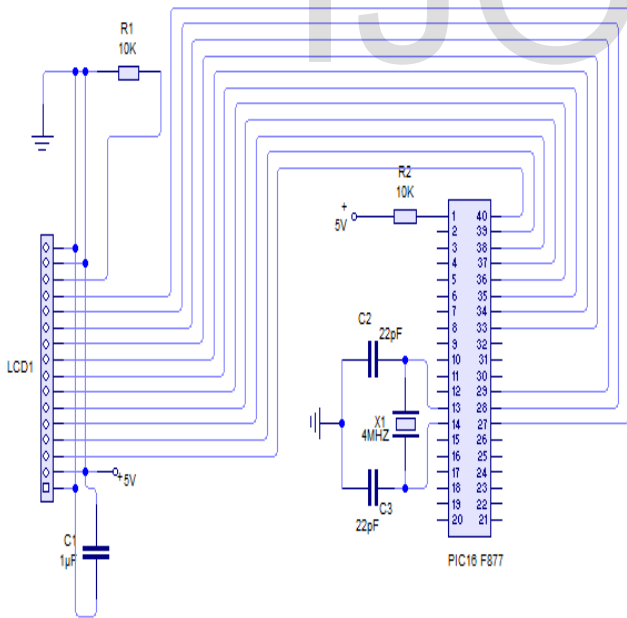 IJO
R1
10K
R2
10K
+
5V
1 40
2 39
3 38
4 37
5 36
6 35
7 34
8 33
9 32
10 31
11 30
12 29
13 28
14 27
15 26
16 25
17 24
18 23
19 22
20 21
C2
22pF
X1
4MHZ
C3
22pF
LCD1
+5V
C1
1µF
PIC16 F877